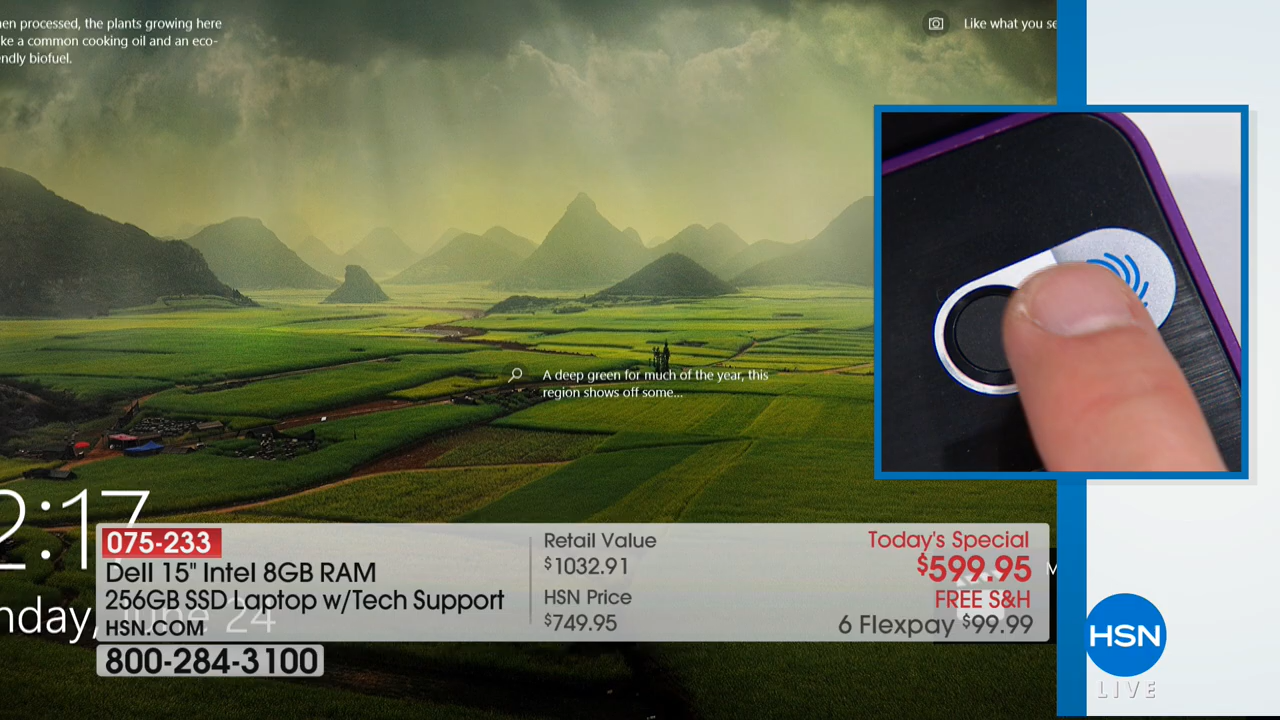 en processed, the plants growing here
ke a common cooking oil and an eco-
ndly biofuel.
Like what you se
A deep green for much of the year, this
region shows off some...
2:17
nday, June 24
075-233
Dell 15" Intel 8GB RAM
256GB SSD Laptop w/Tech Support
HSN.COM
800-284-3100
Retail Value
$1032.91
HSN Price
$749.95
Today's Special
$599.95
FREE S&H
6 Flexpay $99.99
M
HSN
LIVE